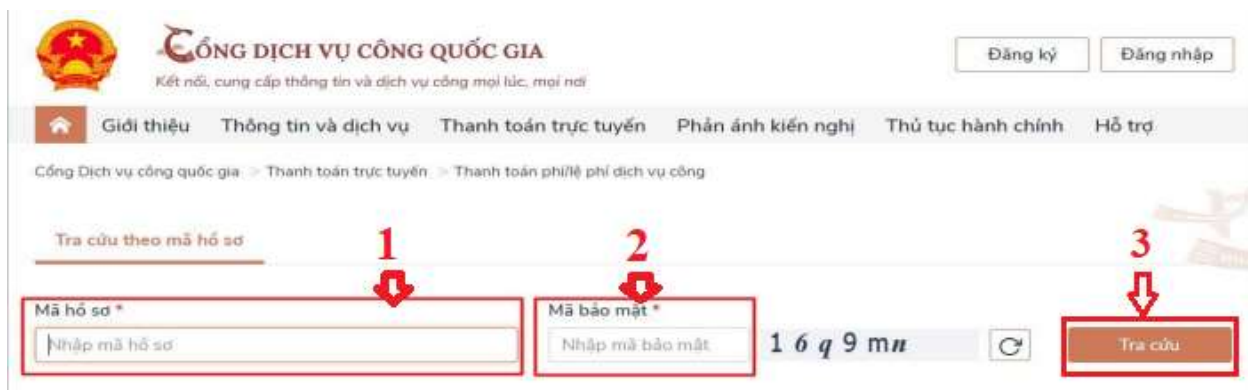 CỔNG DỊCH VỤ CÔNG QUỐC GIA
Kết nối, cung cấp thông tin và dịch vụ công mọi lúc, mọi nơi
Đăng ký Đăng nhập
Giới thiệu Thông tin và dịch vụ Thanh toán trực tuyến Phản ánh kiến nghị Thủ tục hành chính Hỗ trợ
Cổng Dịch vụ công quốc gia > Thanh toán trực tuyến > Thanh toán phí/lệ phí dịch vụ công
Tra cứu theo mã hồ sơ
1 2 3
Mã hồ sơ * Mã bảo mật *
Nhập mã hồ sơ Nhập mã bảo mật 1 6 q 9 m n Tra cứu